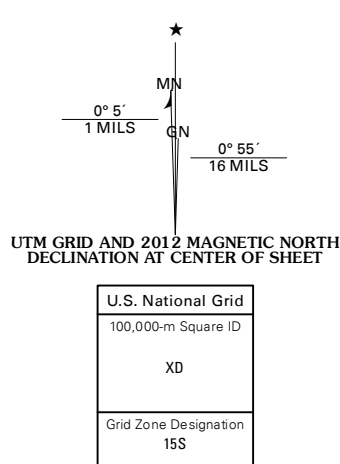 MN
0° 5´
1 MILS
GN
0° 55´
16 MILS
UTM GRID AND 2012 MAGNETIC NORTH
DECLINATION AT CENTER OF SHEET
U.S. National Grid
100,000-m Square ID
XD
Grid Zone Designation
15S